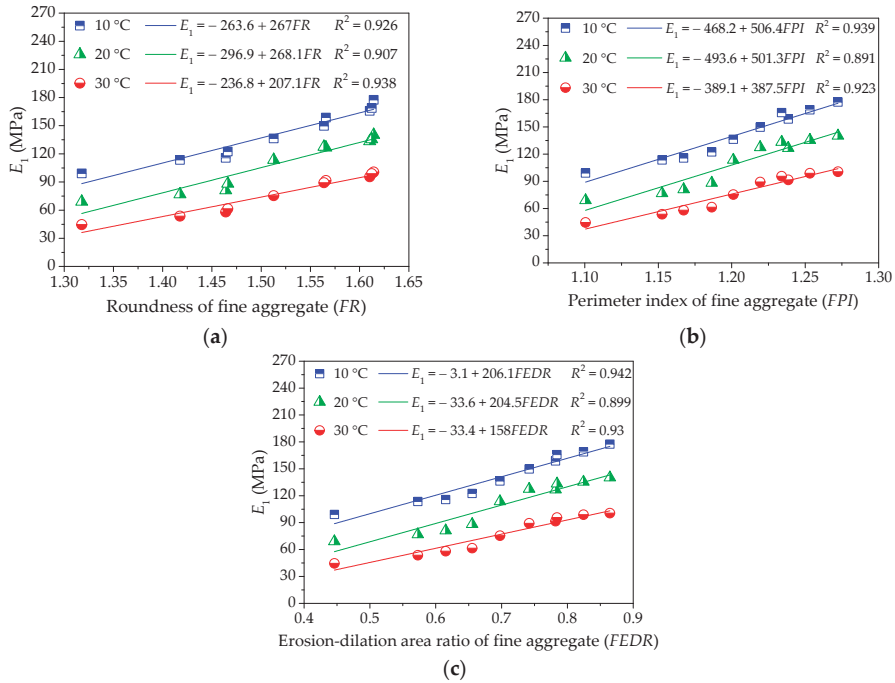 270
240
210
180
150
120
90
60
30
0
E₁ (MPa)
10 °C E₁ = − 263.6 + 267FR R² = 0.926
20 °C E₁ = − 296.9 + 268.1FR R² = 0.907
30 °C E₁ = − 236.8 + 207.1FR R² = 0.938
1.30 1.35 1.40 1.45 1.50 1.55 1.60 1.65
Roundness of fine aggregate (FR)
(a)
270
240
210
180
150
120
90
60
30
0
E₁ (MPa)
10 °C E₁ = − 468.2 + 506.4FPI R² = 0.939
20 °C E₁ = − 493.6 + 501.3FPI R² = 0.891
30 °C E₁ = − 389.1 + 387.5FPI R² = 0.923
1.10 1.15 1.20 1.25 1.30
Perimeter index of fine aggregate (FPI)
(b)
270
240
210
180
150
120
90
60
30
0
E₁ (MPa)
10 °C E₁ = − 3.1 + 206.1FEDR R² = 0.942
20 °C E₁ = − 33.6 + 204.5FEDR R² = 0.899
30 °C E₁ = − 33.4 + 158FEDR R² = 0.93
0.4 0.5 0.6 0.7 0.8 0.9
Erosion-dilation area ratio of fine aggregate (FEDR)
(c)